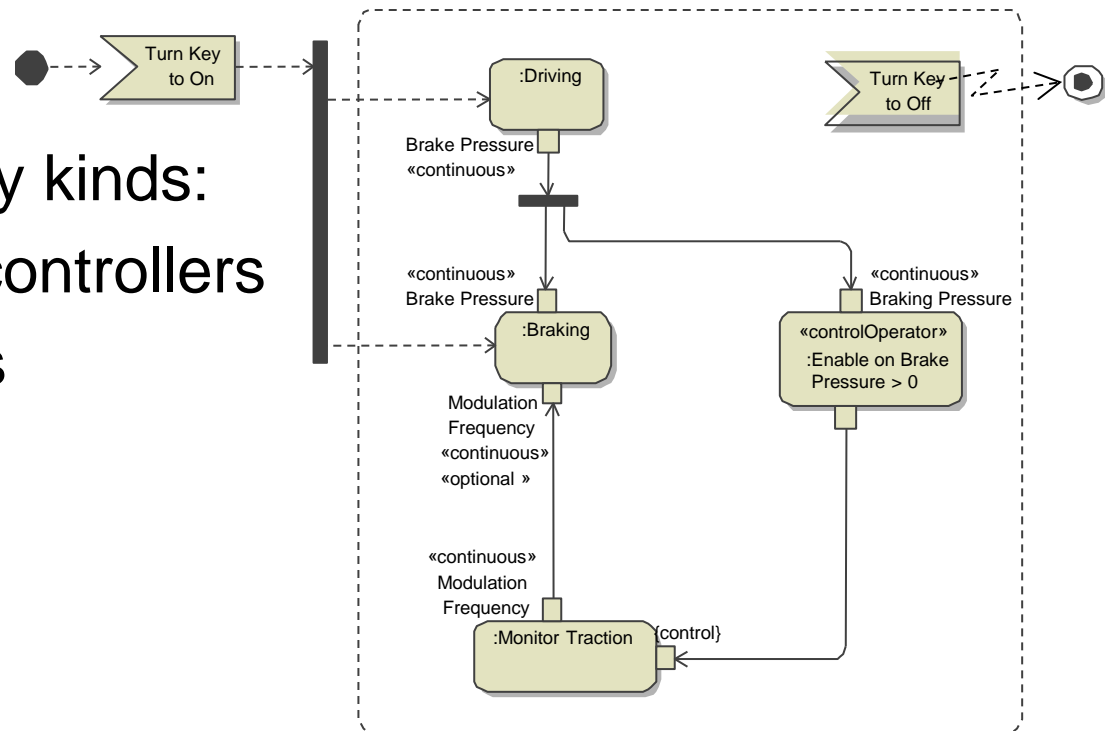 Turn Key
to On
:Driving
Turn Key
to Off
Brake Pressure
«continuous»
y kinds:
controllers
s
«continuous»
Brake Pressure
«continuous»
Braking Pressure
:Braking
«controlOperator»
:Enable on Brake
Pressure > 0
Modulation
Frequency
«continuous»
«optional »
«continuous»
Modulation
Frequency
:Monitor Traction
{control}